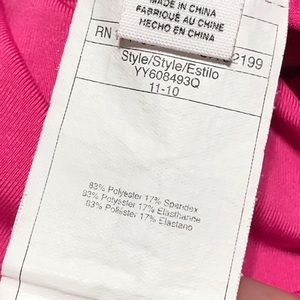 MADE IN CHINA
FABRIQUÉ AU CHINE
HECHO EN CHINA
RN 2199
Style/Style/Estilo
YY608493Q
11-10
83% Polyester 17% Spandex
83% Polyester 17% Elasthanne
83% Poliester 17% Elastano